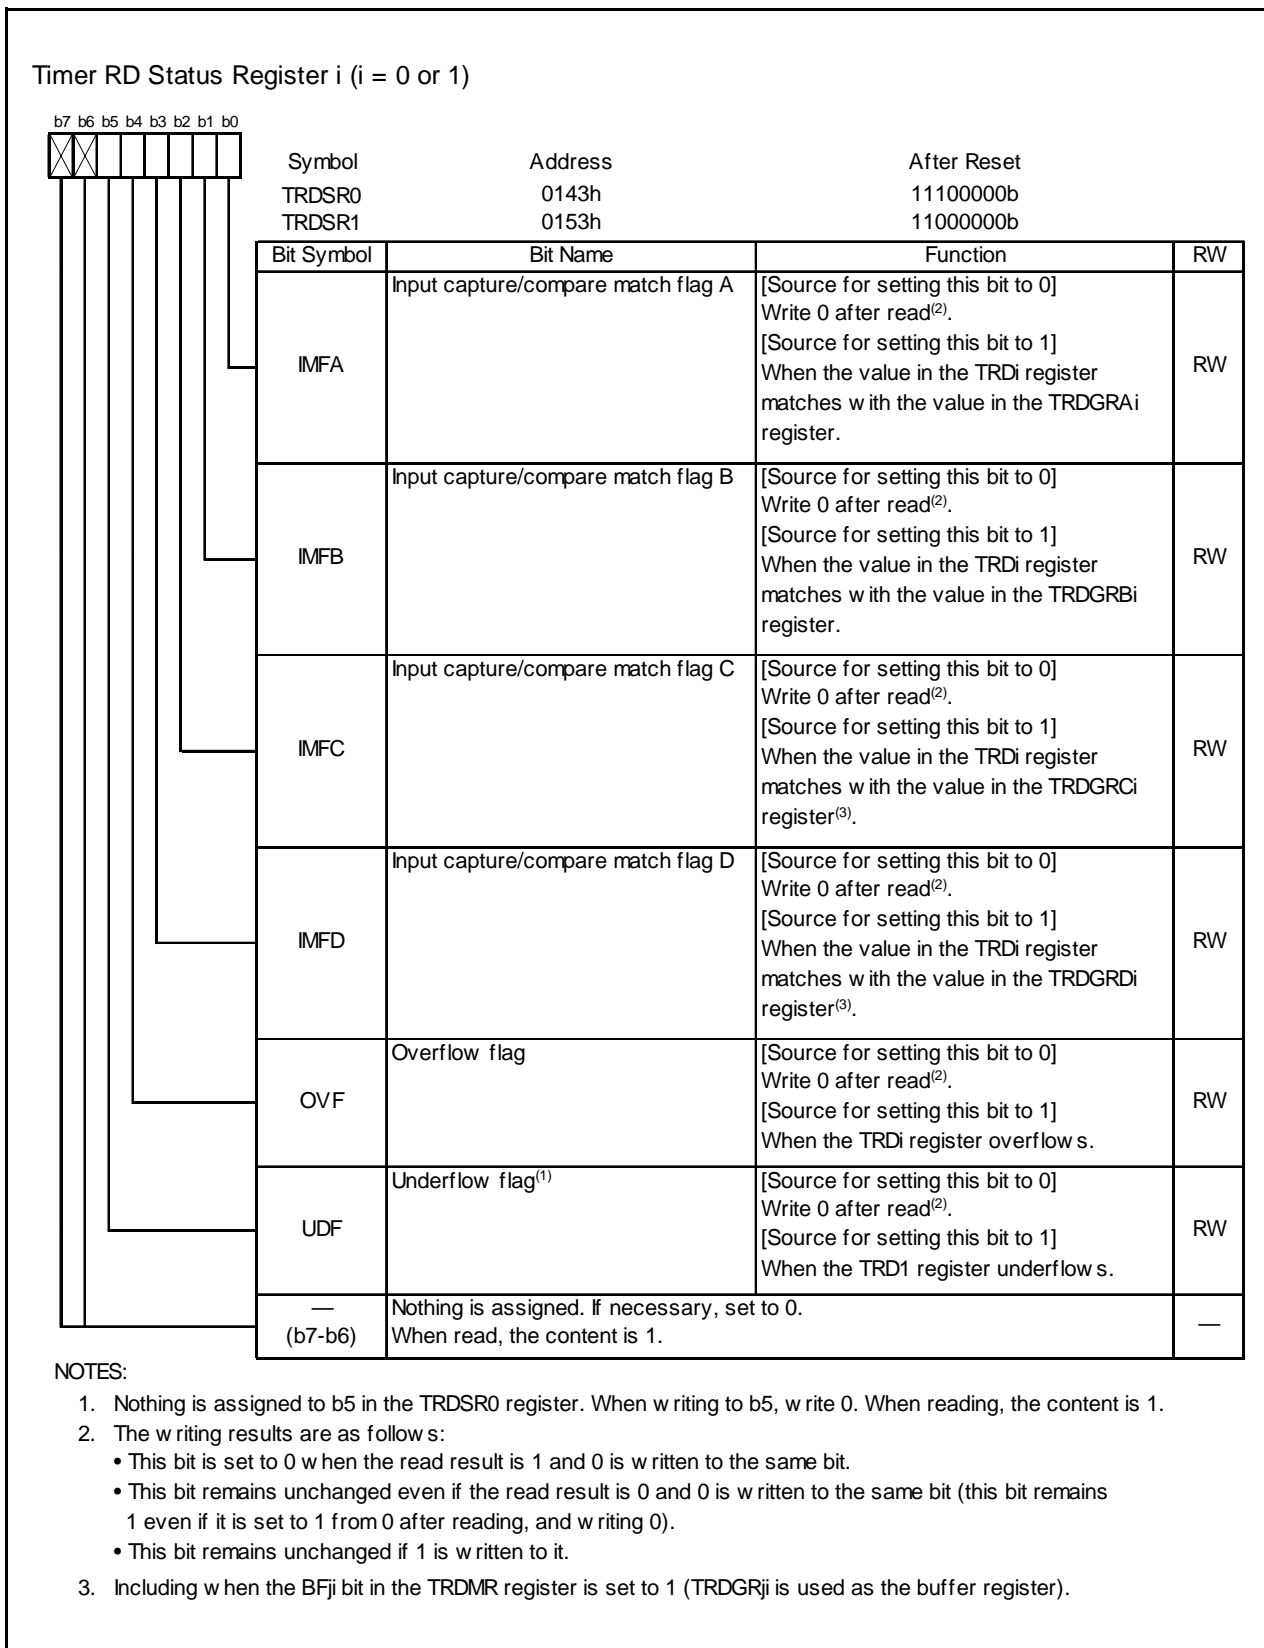 Timer RD Status Register i (i = 0 or 1)
b7 b6 b5 b4 b3 b2 b1 b0
Symbol Address After Reset
TRDSR0 0143h 11100000b
TRDSR1 0153h 11000000b
Bit Symbol Bit Name Function RW
IMFA
Input capture/compare match flag A
[Source for setting this bit to 0]
Write 0 after read(2).
[Source for setting this bit to 1]
When the value in the TRDi register
matches with the value in the TRDGRAi
register.
RW
IMFB
Input capture/compare match flag B
[Source for setting this bit to 0]
Write 0 after read(2).
[Source for setting this bit to 1]
When the value in the TRDi register
matches with the value in the TRDGRBi
register.
RW
IMFC
Input capture/compare match flag C
[Source for setting this bit to 0]
Write 0 after read(2).
[Source for setting this bit to 1]
When the value in the TRDi register
matches with the value in the TRDGRCi
register(3).
RW
IMFD
Input capture/compare match flag D
[Source for setting this bit to 0]
Write 0 after read(2).
[Source for setting this bit to 1]
When the value in the TRDi register
matches with the value in the TRDGRDi
register(3).
RW
OVF
Overflow flag
[Source for setting this bit to 0]
Write 0 after read(2).
[Source for setting this bit to 1]
When the TRDi register overflows.
RW
UDF
Underflow flag(1)
[Source for setting this bit to 0]
Write 0 after read(2).
[Source for setting this bit to 1]
When the TRD1 register underflows.
RW
—
(b7-b6)
Nothing is assigned. If necessary, set to 0.
When read, the content is 1.
—
NOTES:
1. Nothing is assigned to b5 in the TRDSR0 register. When writing to b5, write 0. When reading, the content is 1.
2. The writing results are as follows:
• This bit is set to 0 when the read result is 1 and 0 is written to the same bit.
• This bit remains unchanged even if the read result is 0 and 0 is written to the same bit (this bit remains
1 even if it is set to 1 from 0 after reading, and writing 0).
• This bit remains unchanged if 1 is written to it.
3. Including when the BFji bit in the TRDMR register is set to 1 (TRDGRji is used as the buffer register).